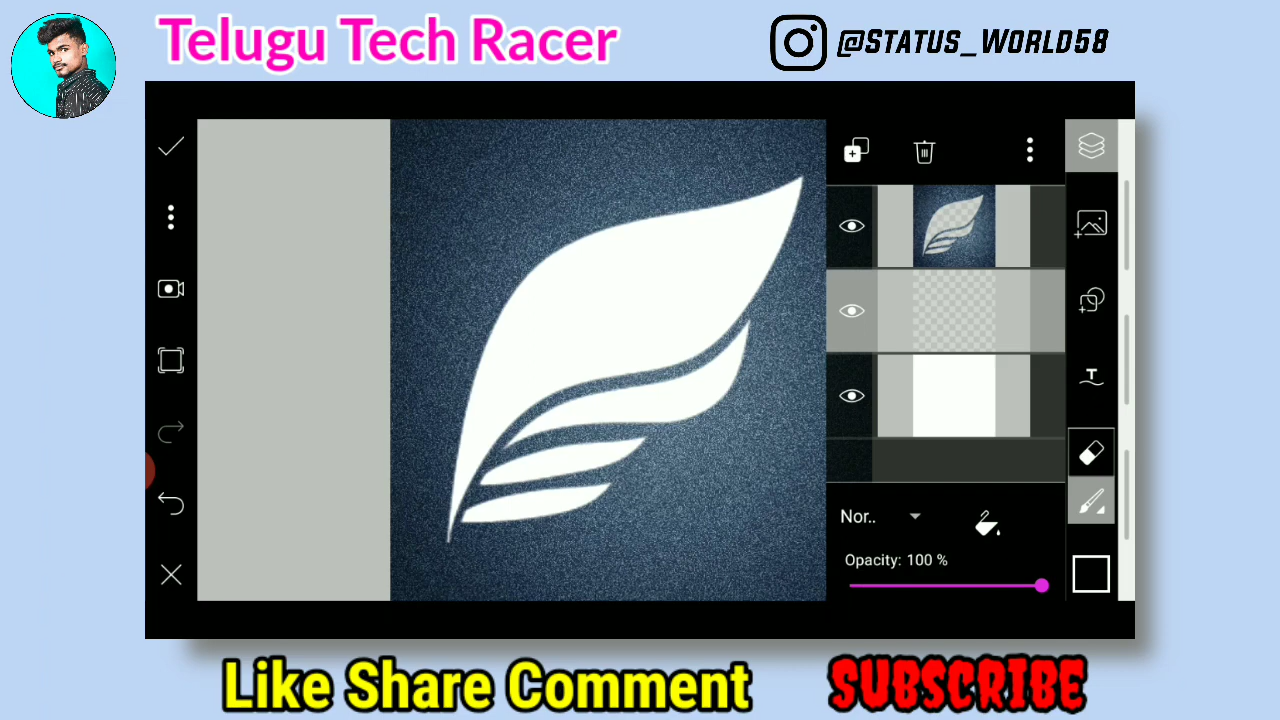 Telugu Tech Racer
@STATUS_WORLD58
Nor..
Opacity: 100 %
Like Share Comment
SUBSCRIBE